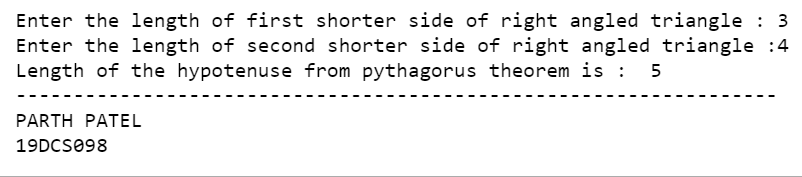 Enter the length of first shorter side of right angled triangle : 3
Enter the length of second shorter side of right angled triangle :4
Length of the hypotenuse from pythagorus theorem is :  5
------------------------------------------------------------------
PARTH PATEL
19DCS098